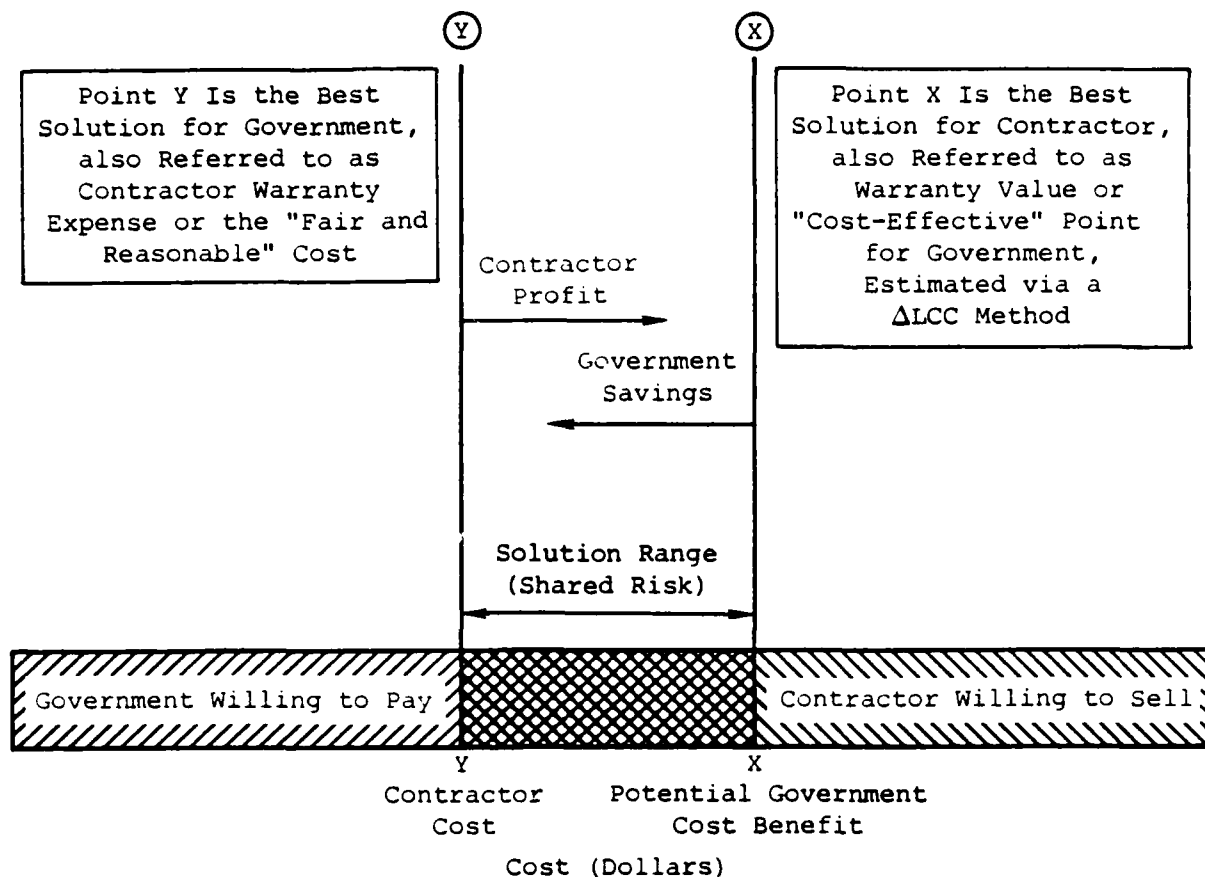 Y
X
Point Y Is the Best
Solution for Government,
also Referred to as
Contractor Warranty
Expense or the "Fair and
Reasonable" Cost
Point X Is the Best
Solution for Contractor,
also Referred to as
Warranty Value or
"Cost-Effective" Point
for Government,
Estimated via a
ΔLCC Method
Contractor
Profit
Government
Savings
Solution Range
(Shared Risk)
Government Willing to Pay
Contractor Willing to Sell
Y
X
Contractor
Cost
Potential Government
Cost Benefit
Cost (Dollars)